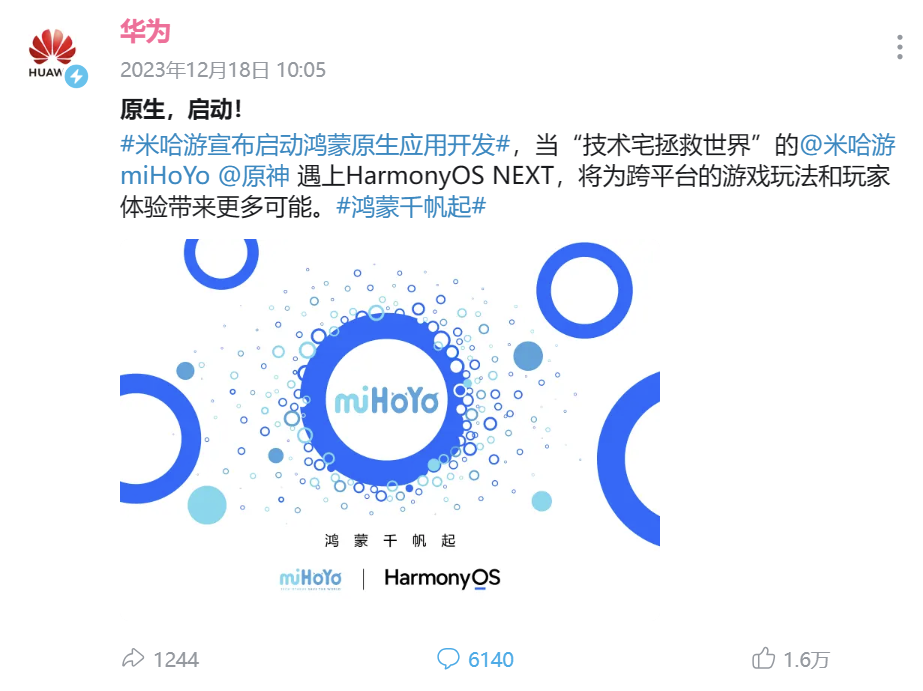 华为
HUAWEI
2023年12月18日 10:05
原生，启动！
#米哈游宣布启动鸿蒙原生应用开发#，当“技术宅拯救世界”的@米哈游
miHoYo @原神 遇上HarmonyOS NEXT，将为跨平台的游戏玩法和玩家
体验带来更多可能。#鸿蒙千帆起#
miHoYo
鸿蒙千帆起
miHoYo | HarmonyOS
1244
6140
1.6万